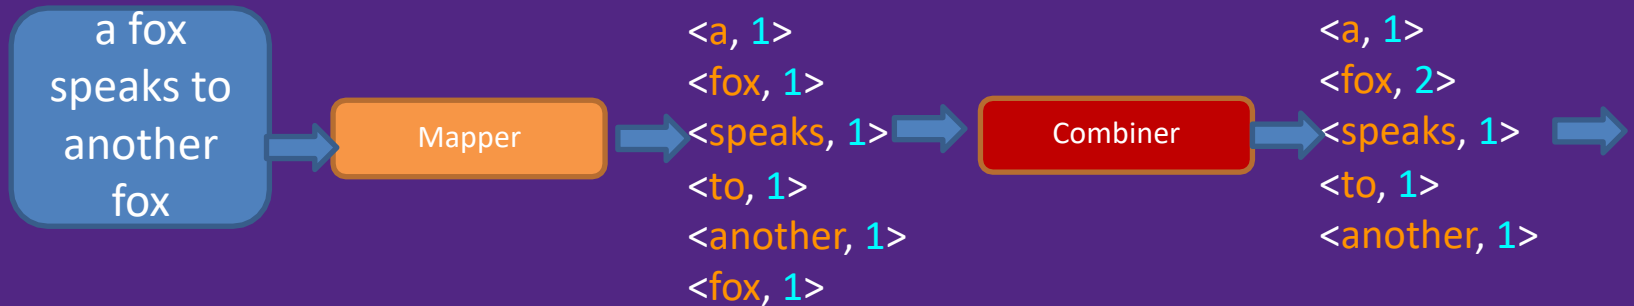 a fox
speaks to
another
fox
Mapper
<a, 1>
<fox, 1>
<speaks, 1>
<to, 1>
<another, 1>
<fox, 1>
Combiner
<a, 1>
<fox, 2>
<speaks, 1>
<to, 1>
<another, 1>